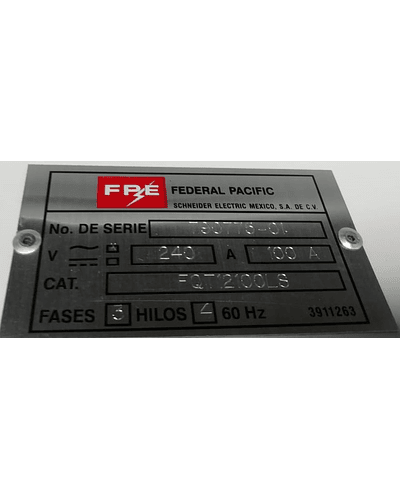 FPE FEDERAL PACIFIC
SCHNEIDER ELECTRIC MEXICO, S.A. DE C.V.
No. DE SERIE
V 240 A 100 A
CAT. FQT12100LS
FASES 3 HILOS 4 60 Hz 3911263